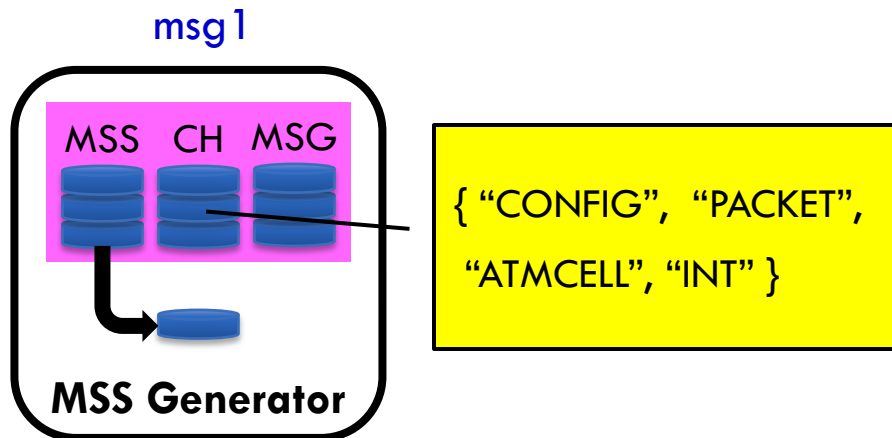 msg1
MSS CH MSG
{ “CONFIG”, “PACKET”,
“ATMCELL”, “INT” }
MSS Generator